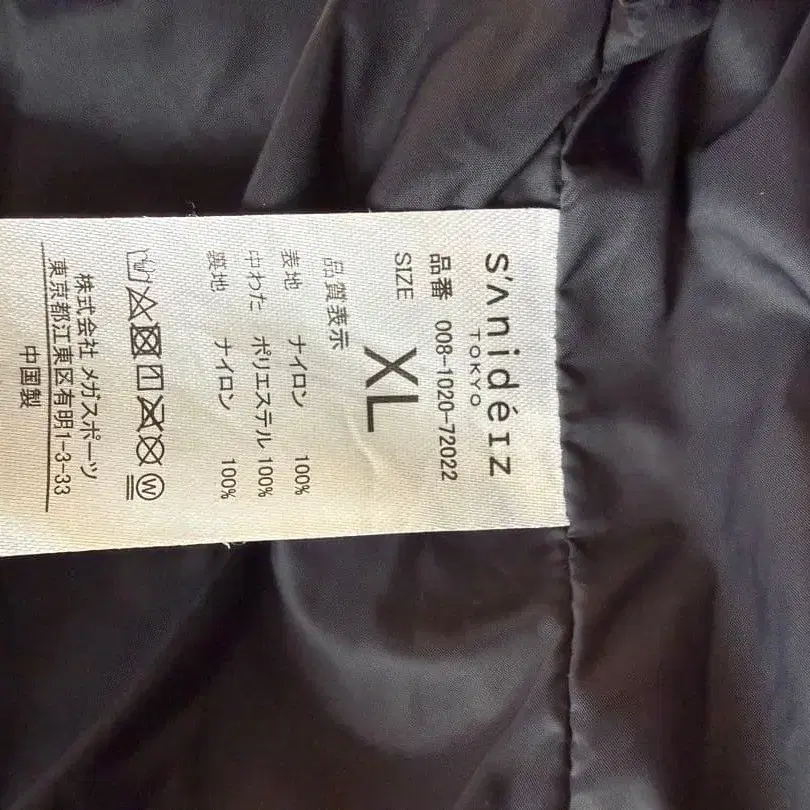 S'ʌnidéɪz
TOKYO
品番 008-1020-72022
SIZE XL
品質表示
表地 ナイロン 100%
中わた ポリエステル 100%
裏地 ナイロン 100%
W
株式会社 メガスポーツ
東京都江東区有明1-3-33
中国製